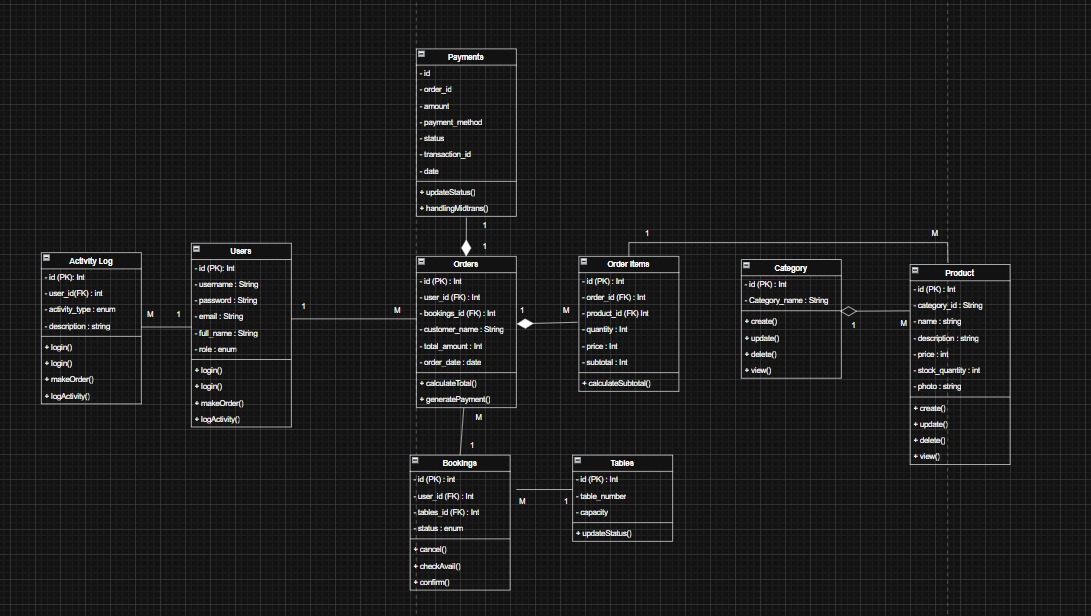 Payments
- id
- order_id
- amount
- payment_method
- status
- transaction_id
- date
+ updateStatus()
+ handlingMidtrans()
1
1
Activity Log
- id (PK): Int
- user_id(FK) : int
- activity_type : enum
- description : string
+ login()
+ login()
+ makeOrder()
+ logActivity()
M
1
Users
- id (PK): Int
- username : String
- password : String
- email : String
- full_name : String
- role : enum
+ login()
+ login()
+ makeOrder()
+ logActivity()
1
M
Orders
- id (PK) : Int
- user_id (FK) : Int
- bookings_id (FK) : Int
- customer_name : String
- total_amount : Int
- order_date : date
+ calculateTotal()
+ generatePayment()
1
M
Order Items
- id (PK) : Int
- order_id (FK) : Int
- product_id (FK) Int
- quantity : Int
- price : Int
- subtotal : Int
+ calculateSubtotal()
1
M
Category
- id (PK) : Int
- Category_name : String
+ create()
+ update()
+ delete()
+ view()
1
M
Product
- id (PK) : Int
- category_id : String
- name : string
- description : string
- price : int
- stock_quantity : int
- photo : string
+ create()
+ update()
+ delete()
+ view()
M
1
Bookings
- id (PK) : int
- user_id (FK) : Int
- tables_id (FK) : Int
- status : enum
+ cancel()
+ checkAvail()
+ confirm()
M
1
Tables
- id (PK) : Int
- table_number
- capacity
+ updateStatus()